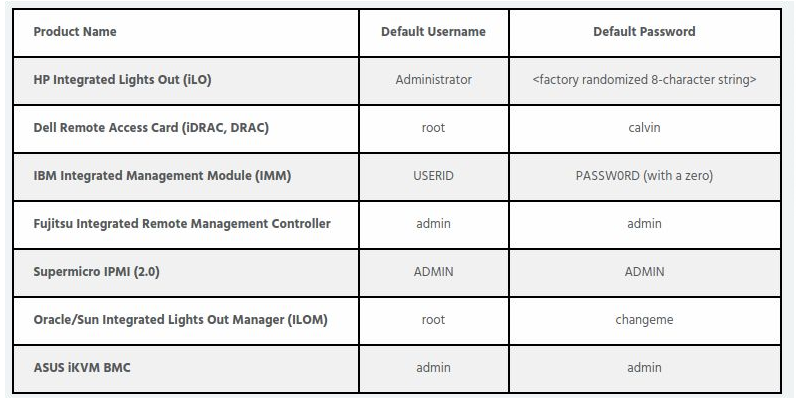 Product Name Default Username Default Password
HP Integrated Lights Out (iLO) Administrator <factory randomized 8-character string>
Dell Remote Access Card (iDRAC, DRAC) root calvin
IBM Integrated Management Module (IMM) USERID PASSW0RD (with a zero)
Fujitsu Integrated Remote Management Controller admin admin
Supermicro IPMI (2.0) ADMIN ADMIN
Oracle/Sun Integrated Lights Out Manager (ILOM) root changeme
ASUS iKVM BMC admin admin